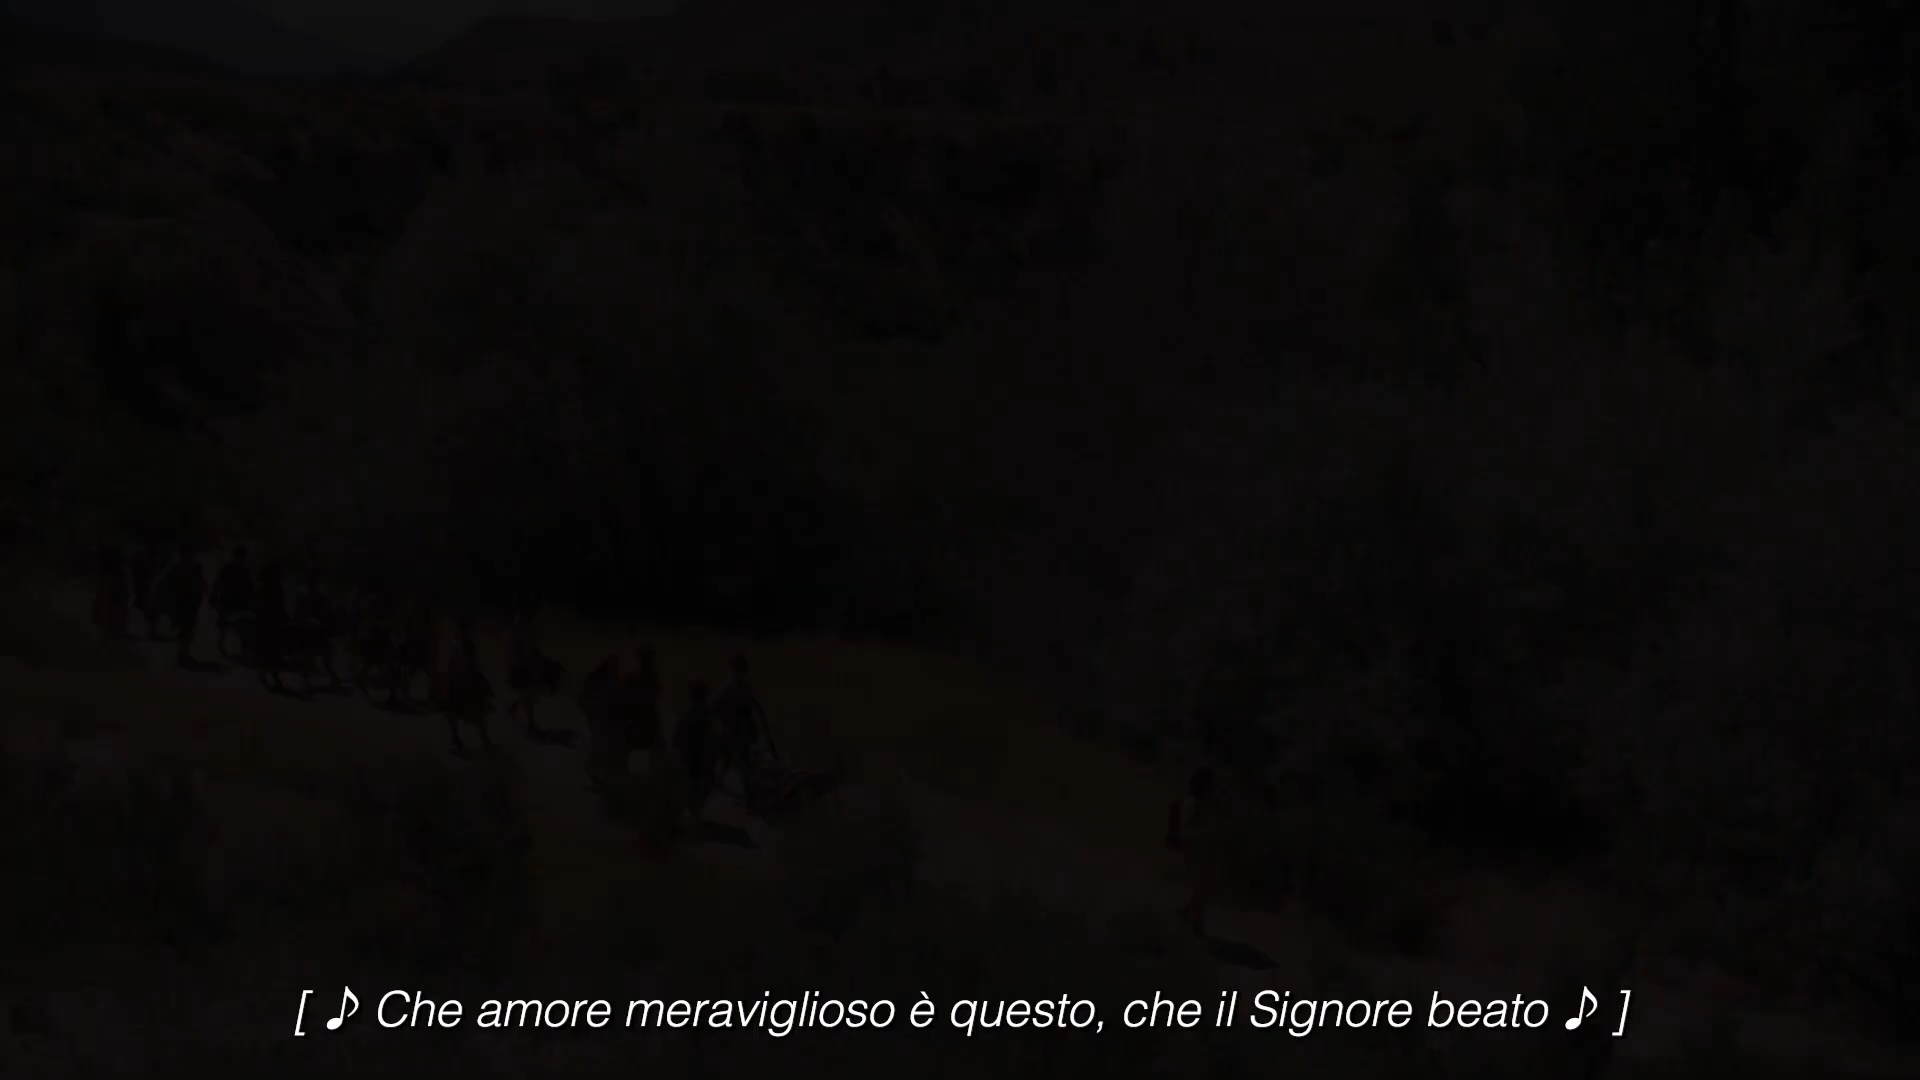 [ ♪ Che amore meraviglioso è questo, che il Signore beato ♪ ]